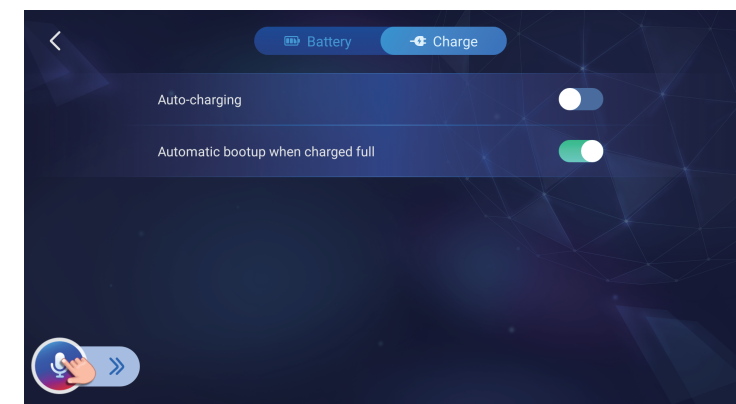 Battery
Charge
Auto-charging
Automatic bootup when charged full